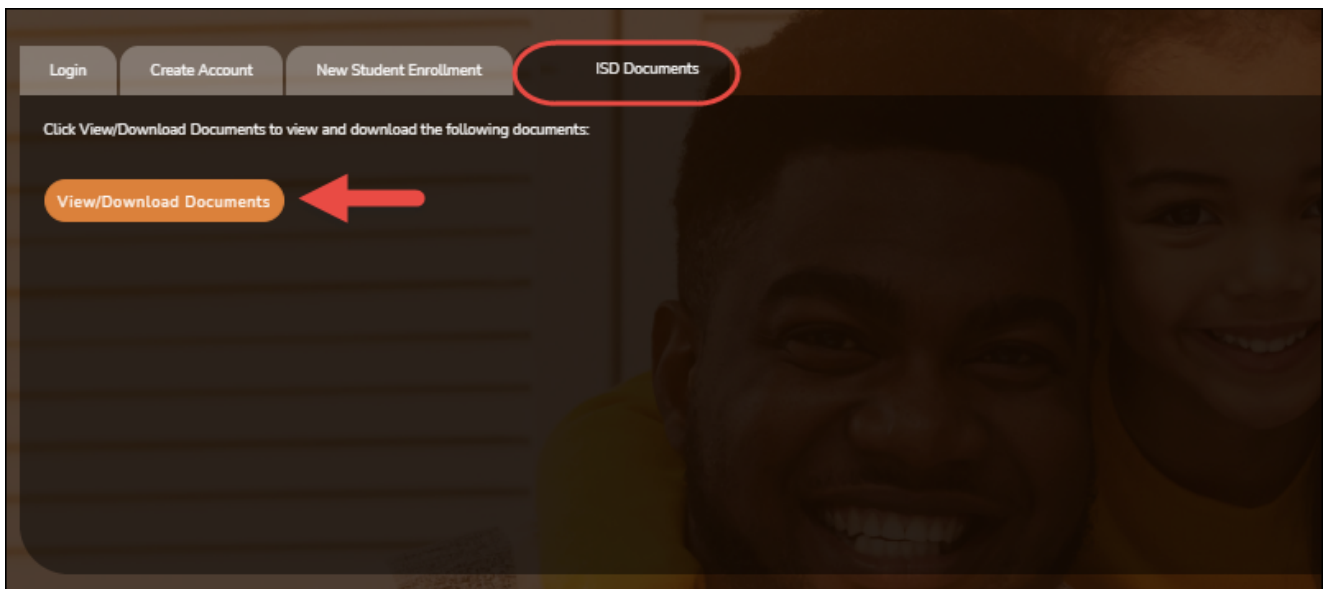 Login Create Account New Student Enrollment ISD Documents
Click View/Download Documents to view and download the following documents:
View/Download Documents